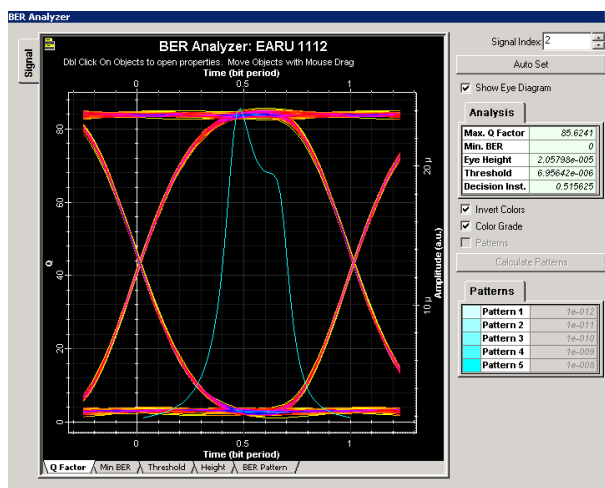 BER Analyzer
Signal
BER Analyzer: EARU 1112
Dbl Click On Objects to open properties. Move Objects with Mouse Drag
Time (bit period)
0 0.5 1
80
60
40
20
0
Q
20 µ
10 µ
Amplitude (a.u.)
0 0.5 1
Time (bit period)
Q Factor Min BER Threshold Height BER Pattern
Signal Index: 2
Auto Set
Show Eye Diagram
Analysis
Max. Q Factor 85.6241
Min. BER 0
Eye Height 2.05798e-005
Threshold 6.95642e-006
Decision Inst. 0.515625
Invert Colors
Color Grade
Patterns
Calculate Patterns
Patterns
Pattern 1 1e-012
Pattern 2 1e-011
Pattern 3 1e-010
Pattern 4 1e-009
Pattern 5 1e-008